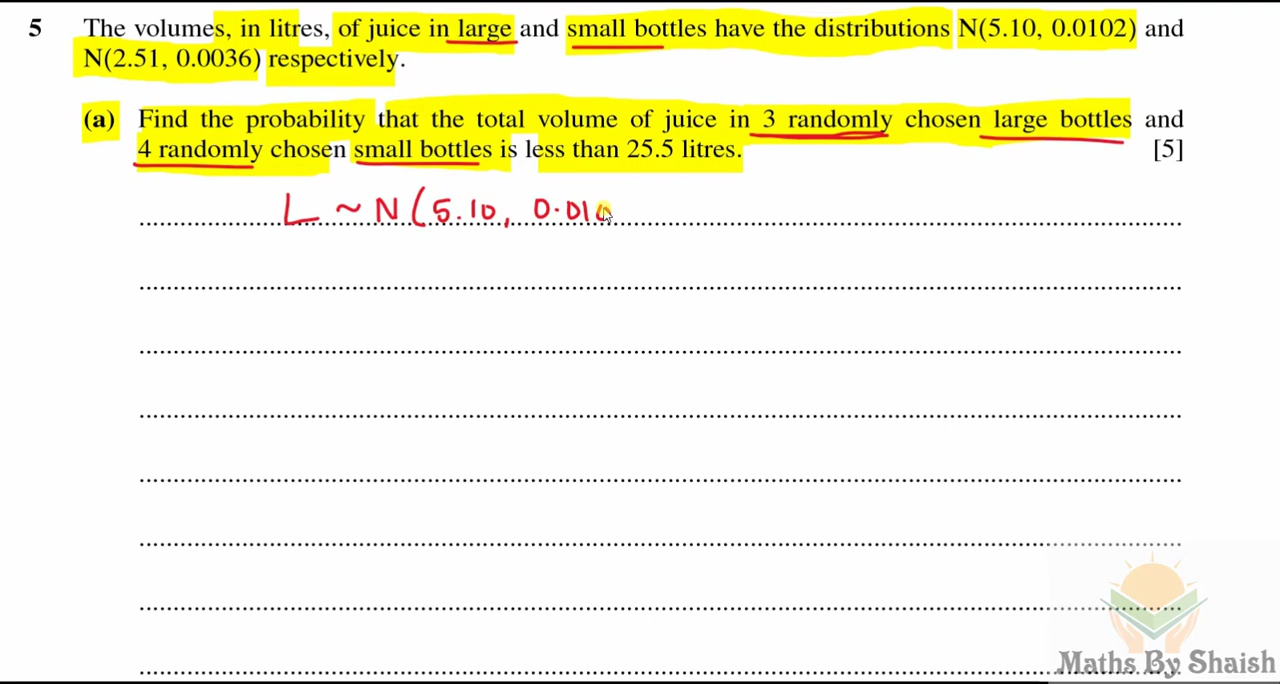 5 The volumes, in litres, of juice in large and small bottles have the distributions N(5.10, 0.0102) and
N(2.51, 0.0036) respectively.
(a) Find the probability that the total volume of juice in 3 randomly chosen large bottles and
4 randomly chosen small bottles is less than 25.5 litres. [5]
L ~ N(5.10, 0.010
Maths By Shaish